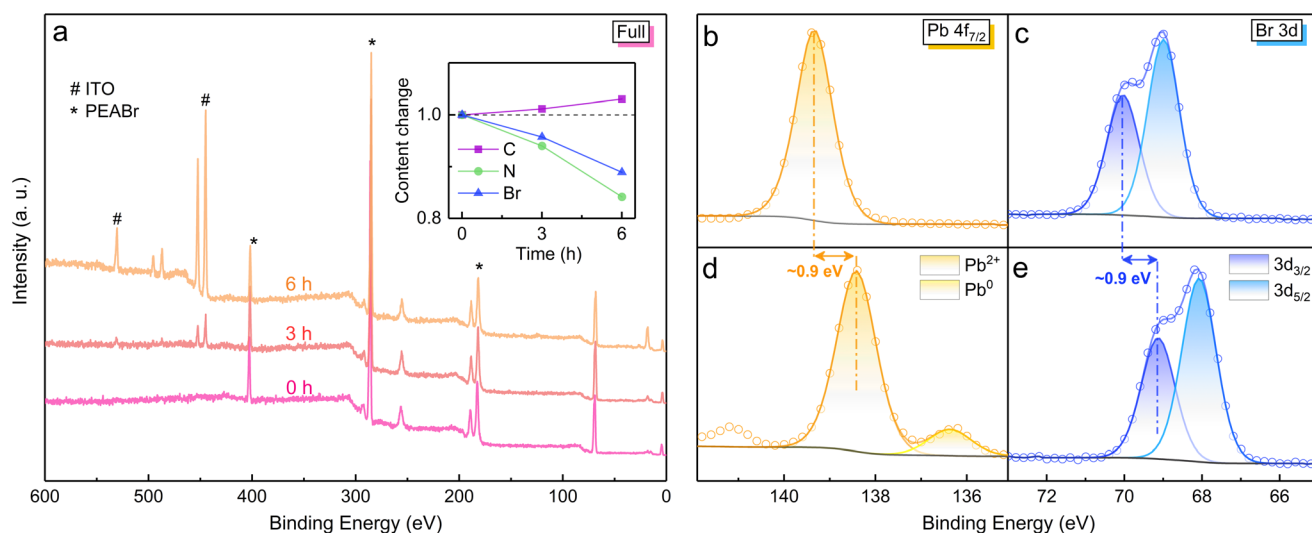 a
Full
# ITO
* PEABr
#
#
*
*
*
6 h
3 h
0 h
Intensity (a. u.)
600
500
400
300
200
100
0
Binding Energy (eV)
Content change
1.0
0.8
C
N
Br
0
3
6
Time (h)
b
Pb 4f7/2
c
Br 3d
d
~0.9 eV
Pb2+
Pb0
e
~0.9 eV
3d3/2
3d5/2
140
138
136
72
70
68
66
Binding Energy (eV)